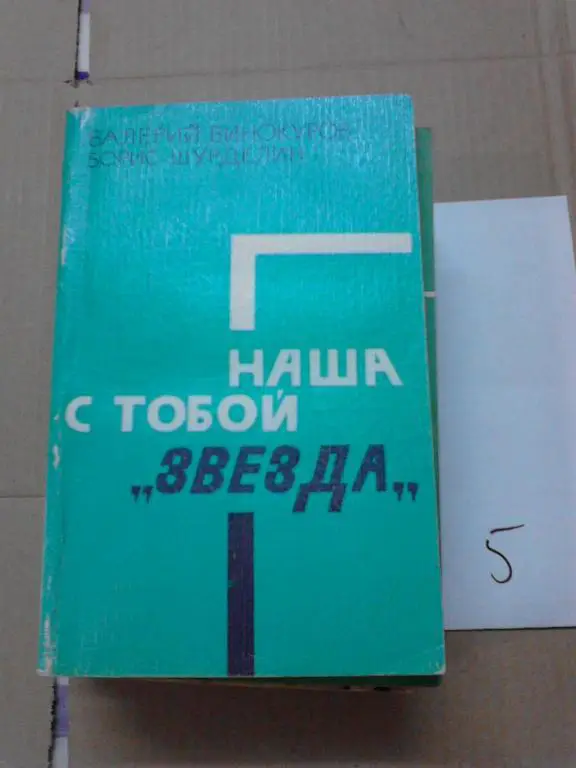 ВАЛЕРИЙ ВИНОКУРОВ
БОРИС ШУРДЕЛИН
НАША
С ТОБОЙ
„ЗВЕЗДА„
5